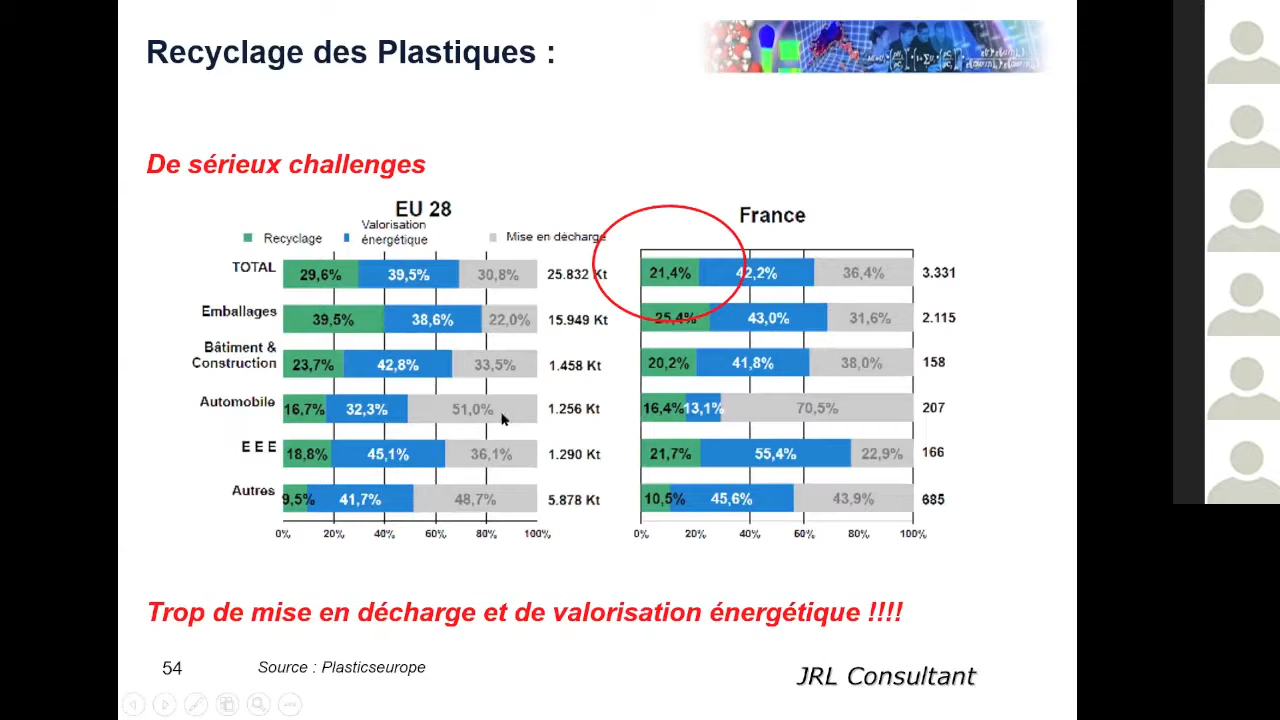 Recyclage des Plastiques :
De sérieux challenges
EU 28
Recyclage
Valorisation
énergétique
Mise en décharge
TOTAL 29,6% 39,5% 30,8% 25.832 Kt
Emballages 39,5% 38,6% 22,0% 15.949 Kt
Bâtiment &
Construction 23,7% 42,8% 33,5% 1.458 Kt
Automobile 16,7% 32,3% 51,0% 1.256 Kt
E E E 18,8% 45,1% 36,1% 1.290 Kt
Autres 9,5% 41,7% 48,7% 5.878 Kt
0% 20% 40% 60% 80% 100%
France
21,4% 42,2% 36,4% 3.331
25,4% 43,0% 31,6% 2.115
20,2% 41,8% 38,0% 158
16,4% 13,1% 70,5% 207
21,7% 55,4% 22,9% 166
10,5% 45,6% 43,9% 685
0% 20% 40% 60% 80% 100%
Trop de mise en décharge et de valorisation énergétique !!!!
54
Source : Plasticseurope
JRL Consultant